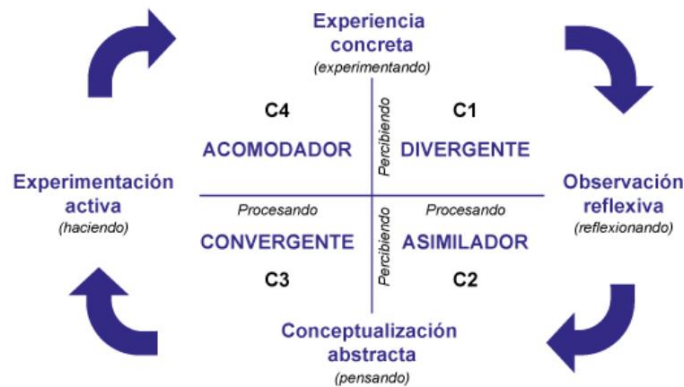 Experiencia
concreta
(experimentando)
C4
C1
Percibiendo
ACOMODADOR
DIVERGENTE
Experimentación
activa
(haciendo)
Observación
reflexiva
(reflexionando)
Procesando
Procesando
CONVERGENTE
Percibiendo
ASIMILADOR
C3
C2
Conceptualización
abstracta
(pensando)